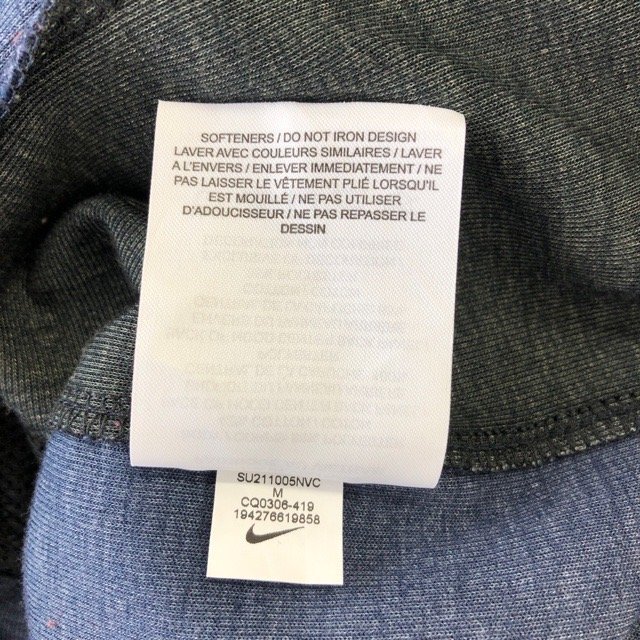 SOFTENERS / DO NOT IRON DESIGN
LAVER AVEC COULEURS SIMILAIRES / LAVER
A L'ENVERS / ENLEVER IMMEDIATEMENT / NE
PAS LAISSER LE VÊTEMENT PLIÉ LORSQU'IL
EST MOUILLÉ / NE PAS UTILISER
D'ADOUCISSEUR / NE PAS REPASSER LE
DESSIN
SU211005NVC
M
CQ0306-419
194276619858